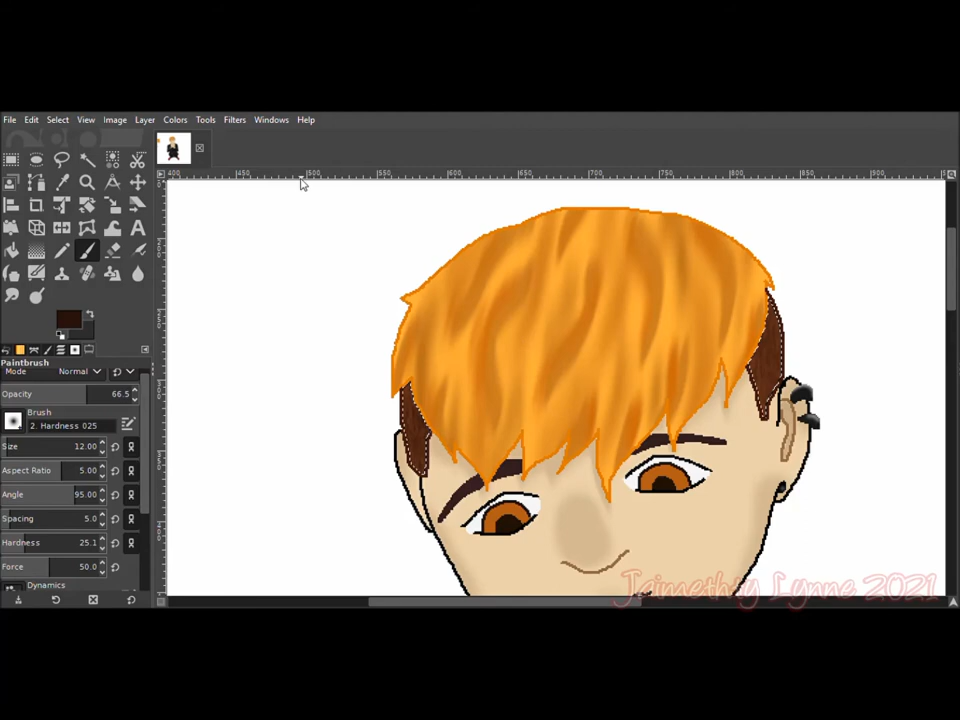 File Edit Select View Image Layer Colors Tools Filters Windows Help
400 450 500 550 600 650 700 750 800 850 900
Paintbrush
Mode Normal
Opacity 66.5
Brush
2. Hardness 025
Size 12.00
Aspect Ratio 5.00
Angle 95.00
Spacing 5.0
Hardness 25.1
Force 50.0
Dynamics
Jaimethty Lynne 2021